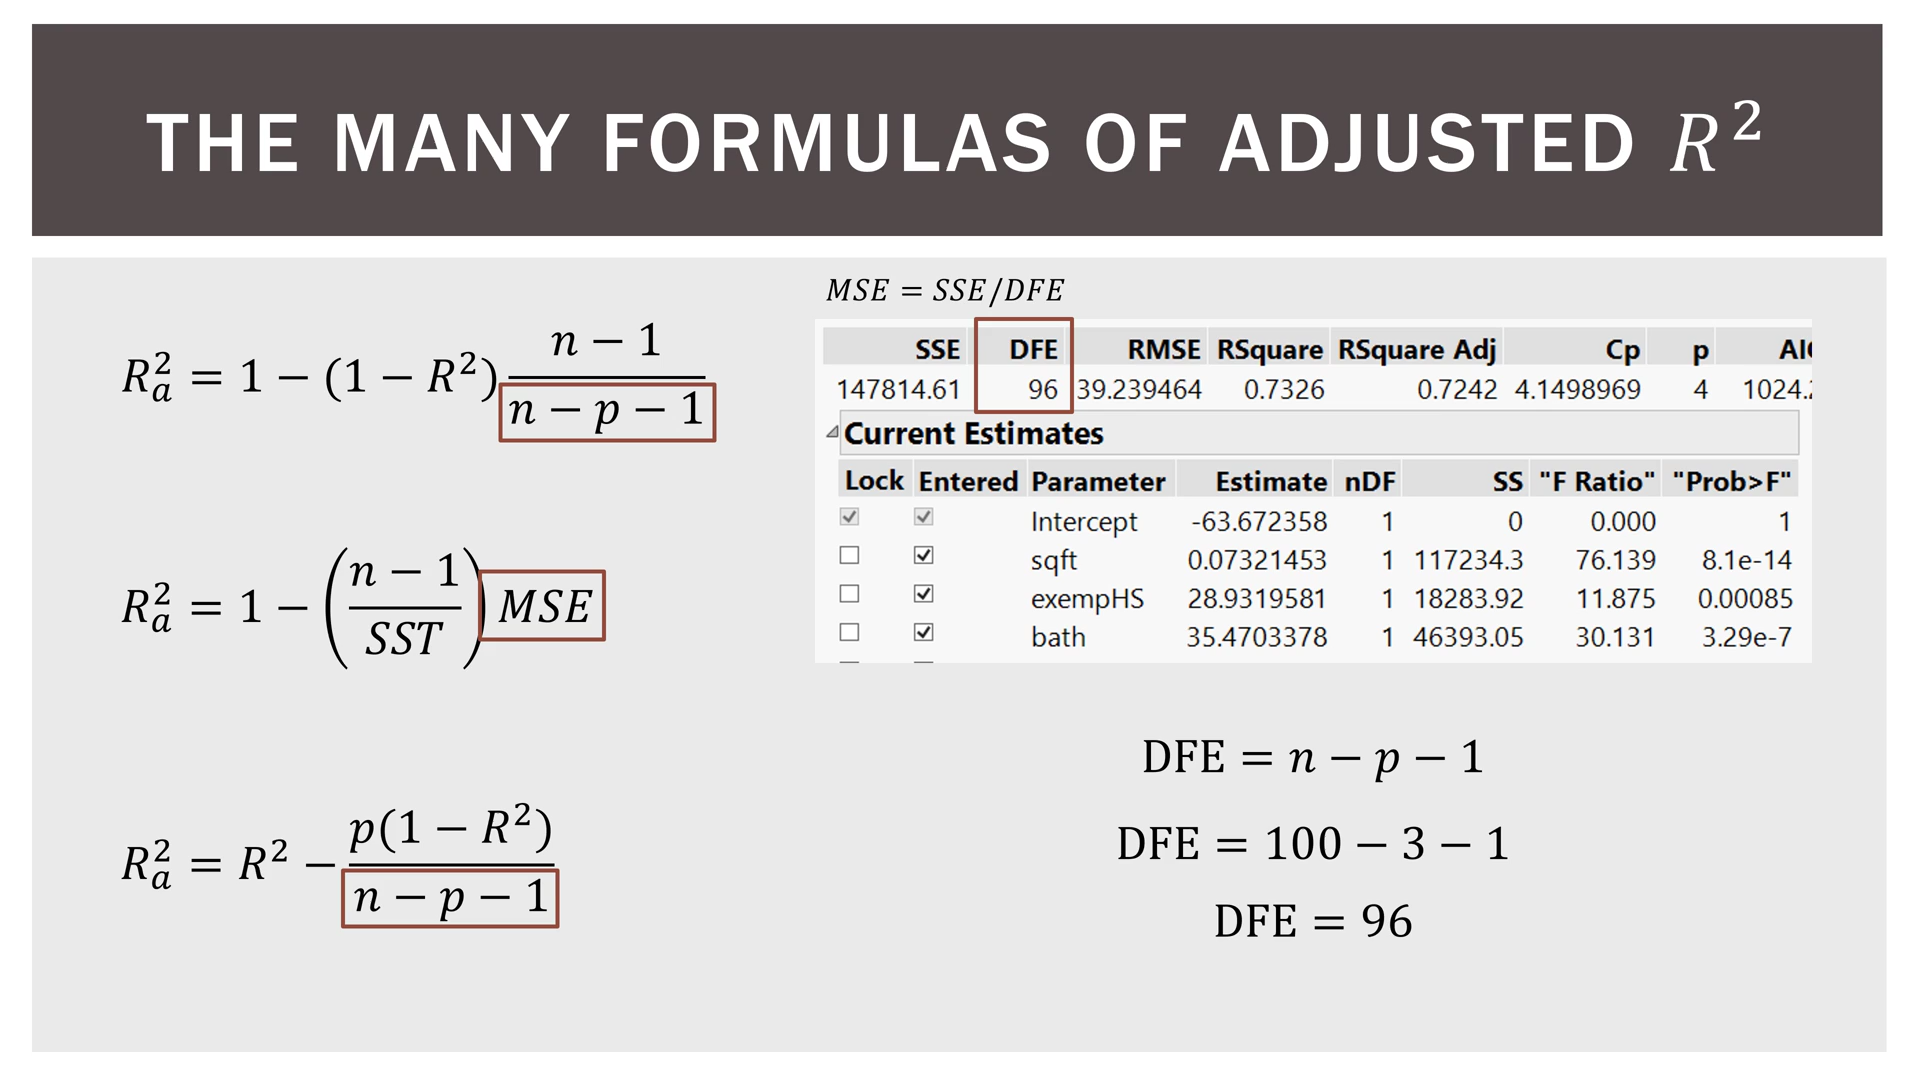 THE MANY FORMULAS OF ADJUSTED R²
R²ₐ = 1 − (1 − R²) (n − 1)/(n − p − 1)
R²ₐ = 1 − ((n − 1)/SST) MSE
R²ₐ = R² − p(1 − R²)/(n − p − 1)
MSE = SSE/DFE
SSE DFE RMSE RSquare RSquare Adj Cp p AIC
147814.61 96 39.239464 0.7326 0.7242 4.1498969 4 1024.
Current Estimates
Lock Entered Parameter Estimate nDF SS "F Ratio" "Prob>F"
Intercept -63.672358 1 0 0.000 1
sqft 0.07321453 1 117234.3 76.139 8.1e-14
exempHS 28.9319581 1 18283.92 11.875 0.00085
bath 35.4703378 1 46393.05 30.131 3.29e-7
DFE = n − p − 1
DFE = 100 − 3 − 1
DFE = 96